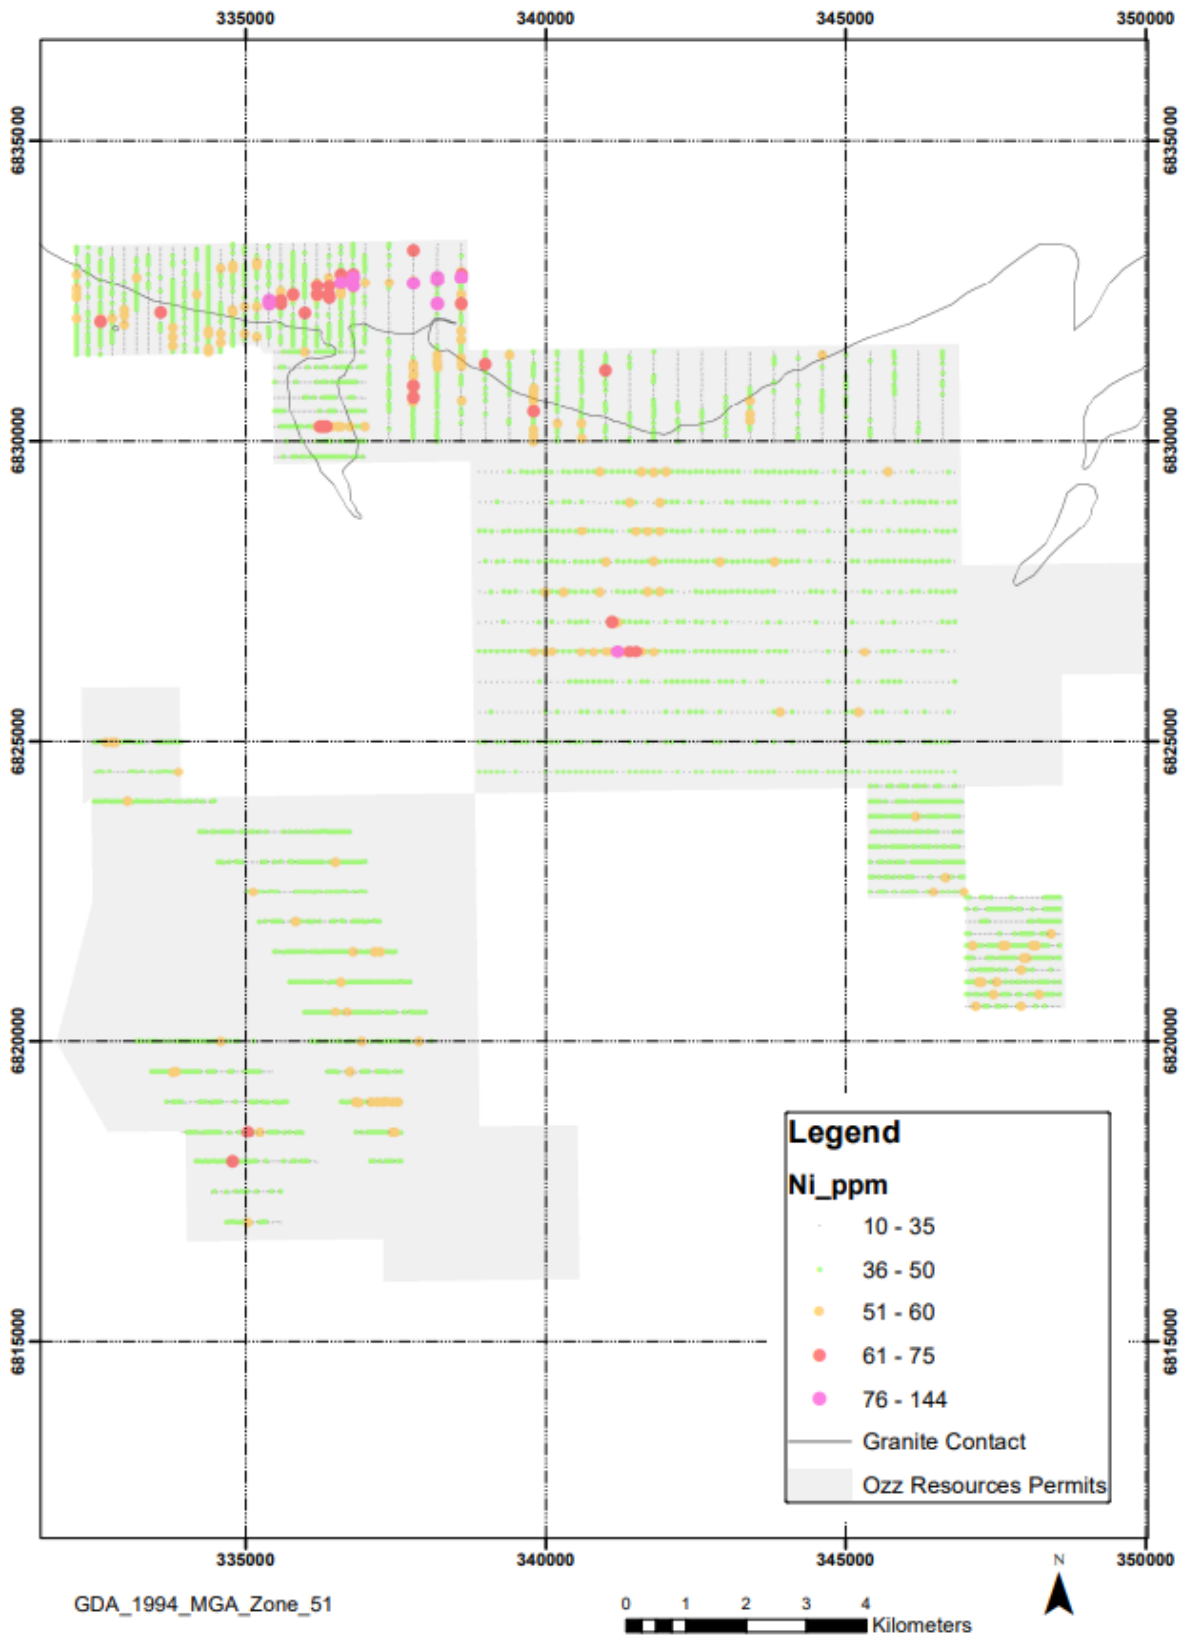 335000 340000 345000 350000
6835000 6835000
6830000 6830000
6825000 6825000
6820000 6820000
6815000 6815000
Legend
Ni_ppm
10 - 35
36 - 50
51 - 60
61 - 75
76 - 144
Granite Contact
Ozz Resources Permits
335000 340000 345000 350000
N
GDA_1994_MGA_Zone_51
0 1 2 3 4
Kilometers